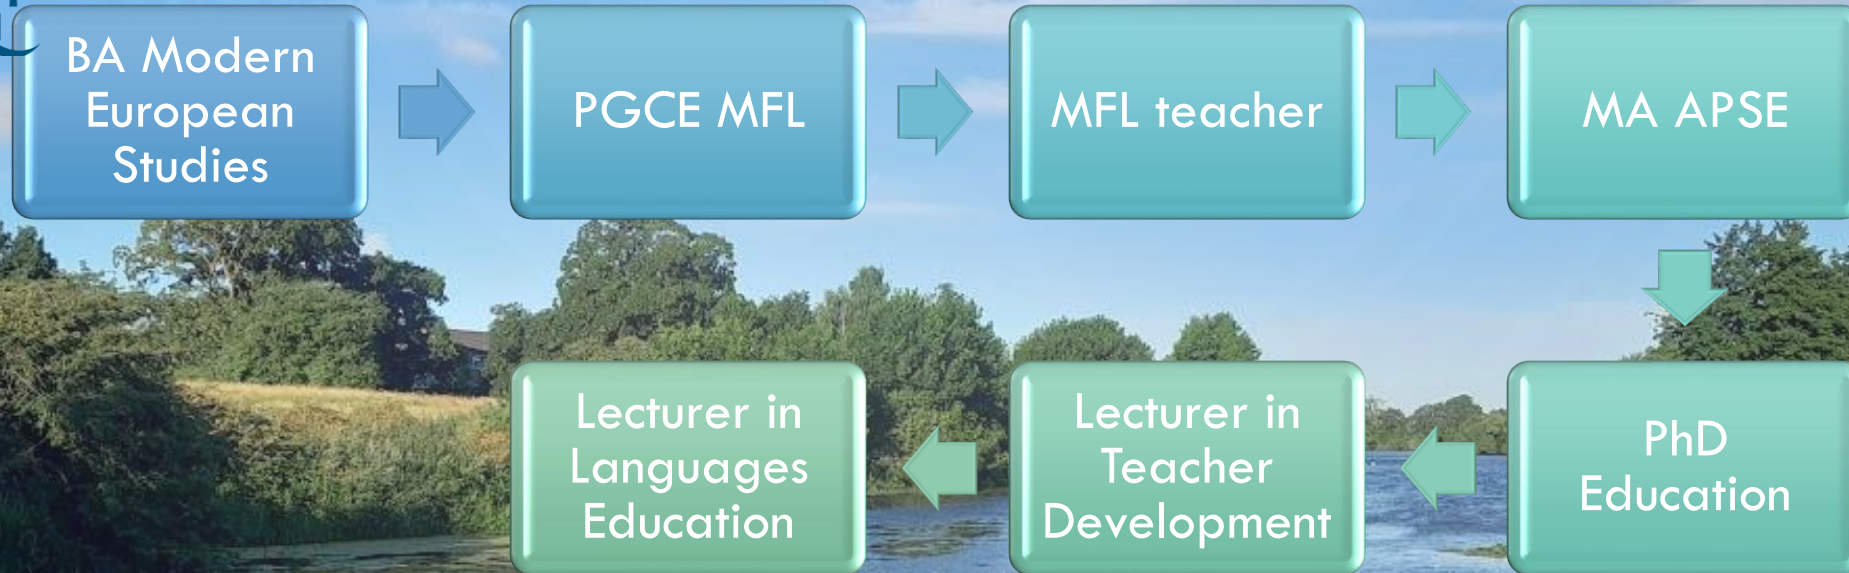 BA Modern
European
Studies
PGCE MFL
MFL teacher
MA APSE
PhD
Education
Lecturer in
Teacher
Development
Lecturer in
Languages
Education